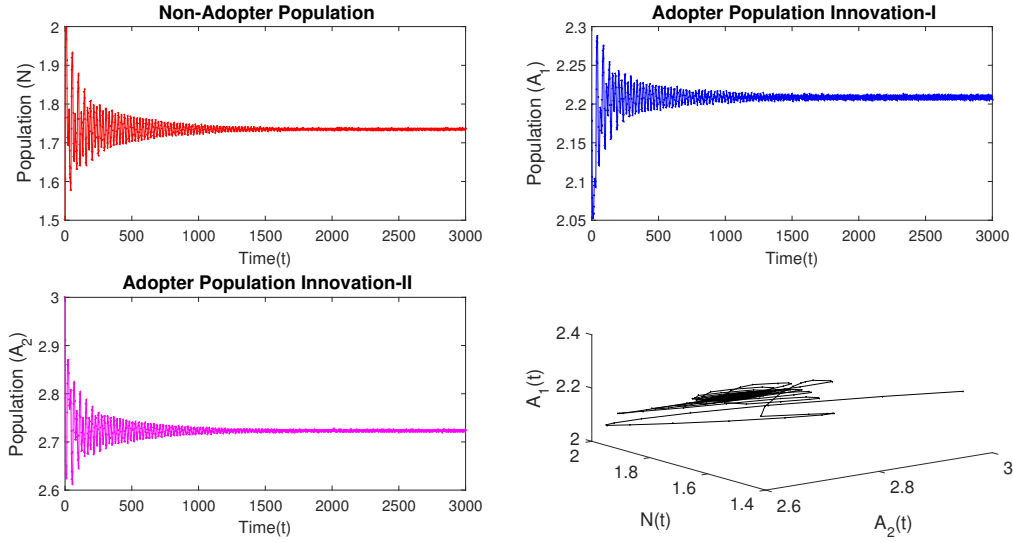 Non-Adopter Population
Population (N)
2
1.9
1.8
1.7
1.6
1.5
0 500 1000 1500 2000 2500 3000
Time(t)
Adopter Population Innovation-I
Population (A1)
2.3
2.25
2.2
2.15
2.1
2.05
0 500 1000 1500 2000 2500 3000
Time(t)
Adopter Population Innovation-II
Population (A2)
3
2.9
2.8
2.7
2.6
0 500 1000 1500 2000 2500 3000
Time(t)
A1(t)
2.4
2.2
2
2 1.8 1.6 1.4
N(t)
2.6 2.8 3
A2(t)